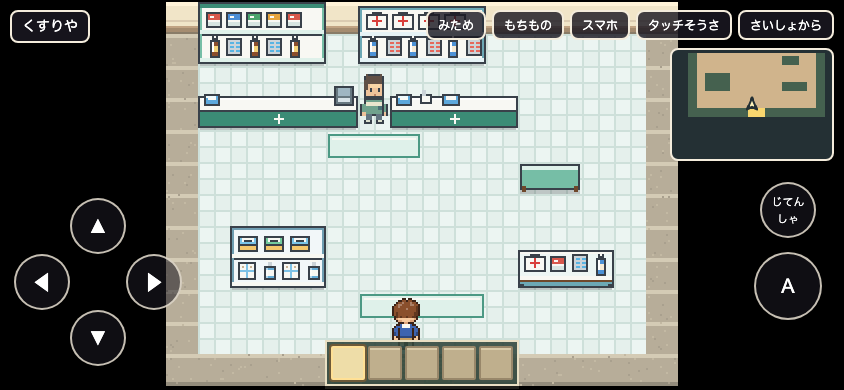 くすりや
みため
もちもの
スマホ
タッチそうさ
さいしょから
じてん
しゃ
A